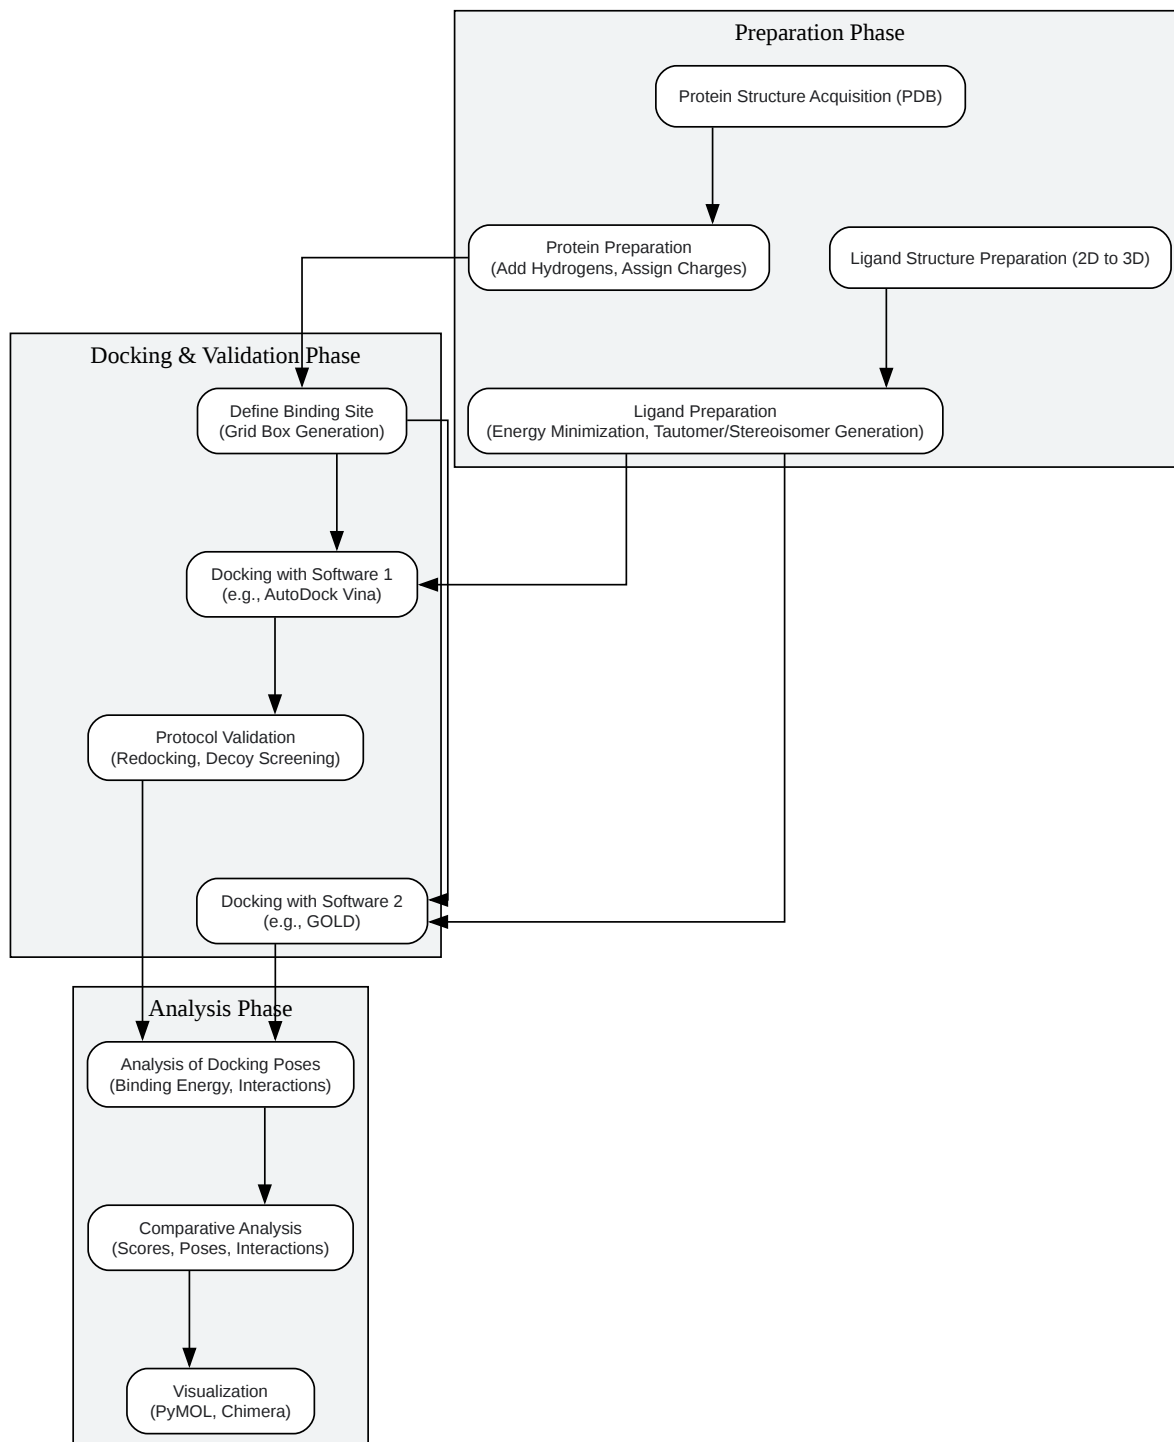 Preparation Phase
Protein Structure Acquisition (PDB)
Protein Preparation
(Add Hydrogens, Assign Charges)
Ligand Structure Preparation (2D to 3D)
Ligand Preparation
(Energy Minimization, Tautomer/Stereoisomer Generation)
Docking & Validation Phase
Define Binding Site
(Grid Box Generation)
Docking with Software 1
(e.g., AutoDock Vina)
Protocol Validation
(Redocking, Decoy Screening)
Docking with Software 2
(e.g., GOLD)
Analysis Phase
Analysis of Docking Poses
(Binding Energy, Interactions)
Comparative Analysis
(Scores, Poses, Interactions)
Visualization
(PyMOL, Chimera)